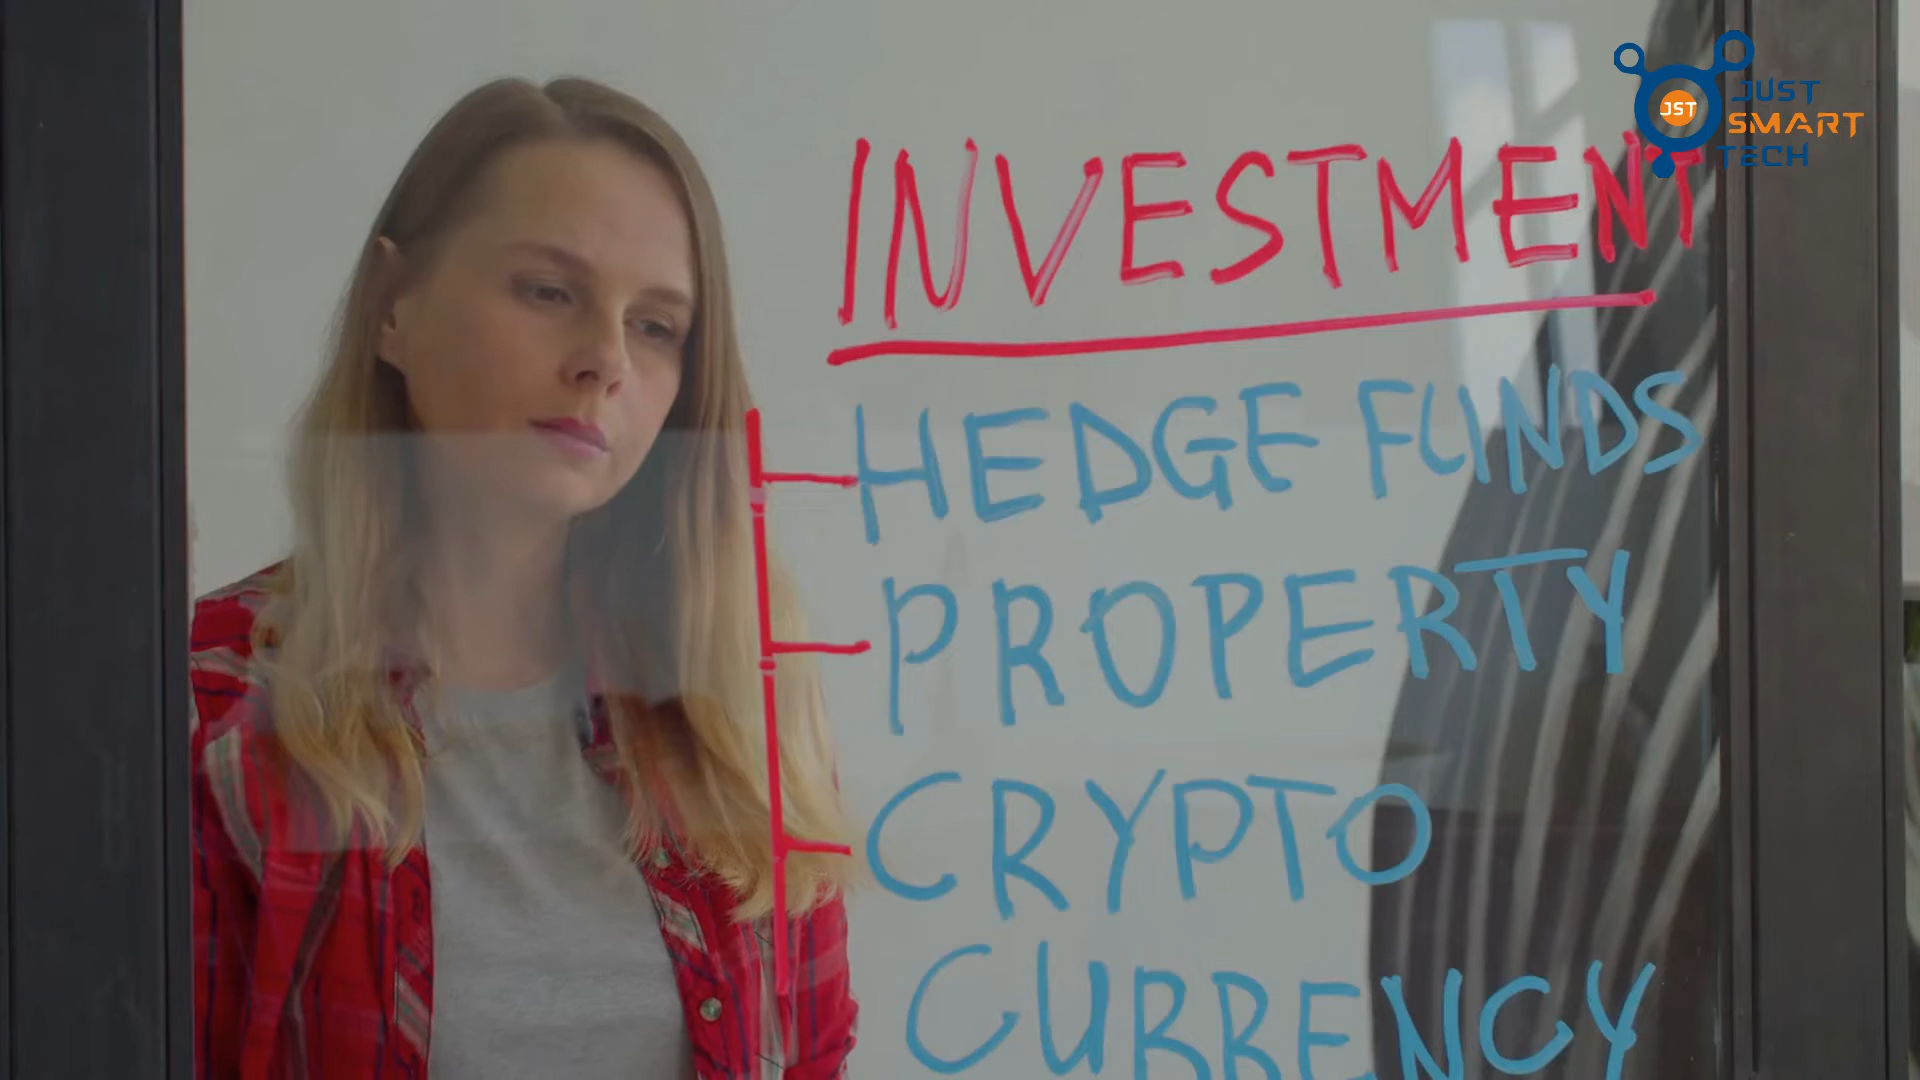 JST
JUST
SMART
TECH
INVESTMENT
HEDGE FUNDS
PROPERTY
CRYPTO
CURRENCY